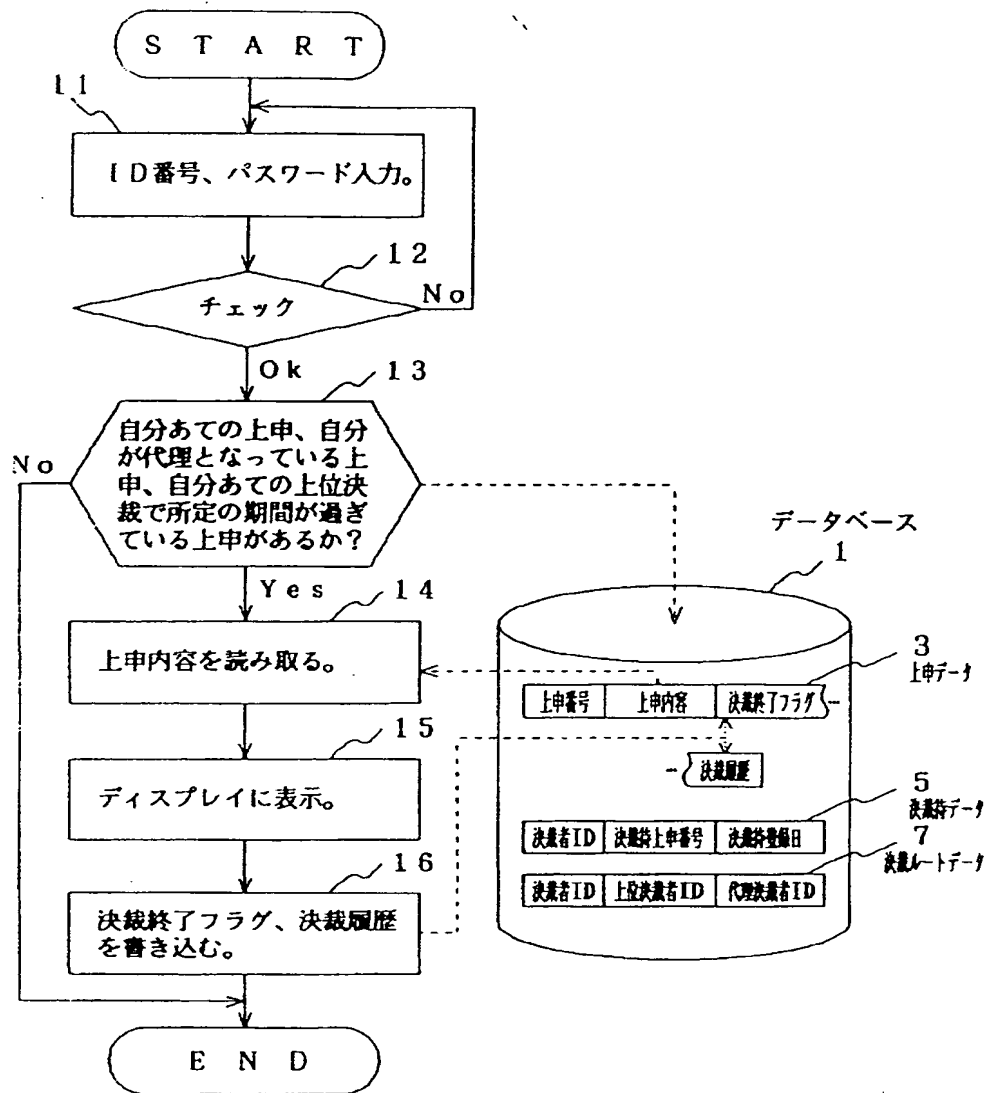 ＳＴＡＲＴ
１１
ＩＤ番号、パスワード入力。
１２
チェック
Ｎｏ
Ｏｋ
１３
自分あての上申、自分
が代理となっている上
申、自分あての上位決
裁で所定の期間が過ぎ
ている上申があるか？
Ｎｏ
Ｙｅｓ
１４
上申内容を読み取る。
１５
ディスプレイに表示。
１６
決裁終了フラグ、決裁履歴
を書き込む。
ＥＮＤ
データベース
１
３
上申データ
上申番号 上申内容 決裁終了フラグ
決裁履歴
５
決裁待データ
決裁者ID 決裁待上申番号 決裁待登録日
７
決裁ルートデータ
決裁者ID 上位決裁者ID 代理決裁者ID